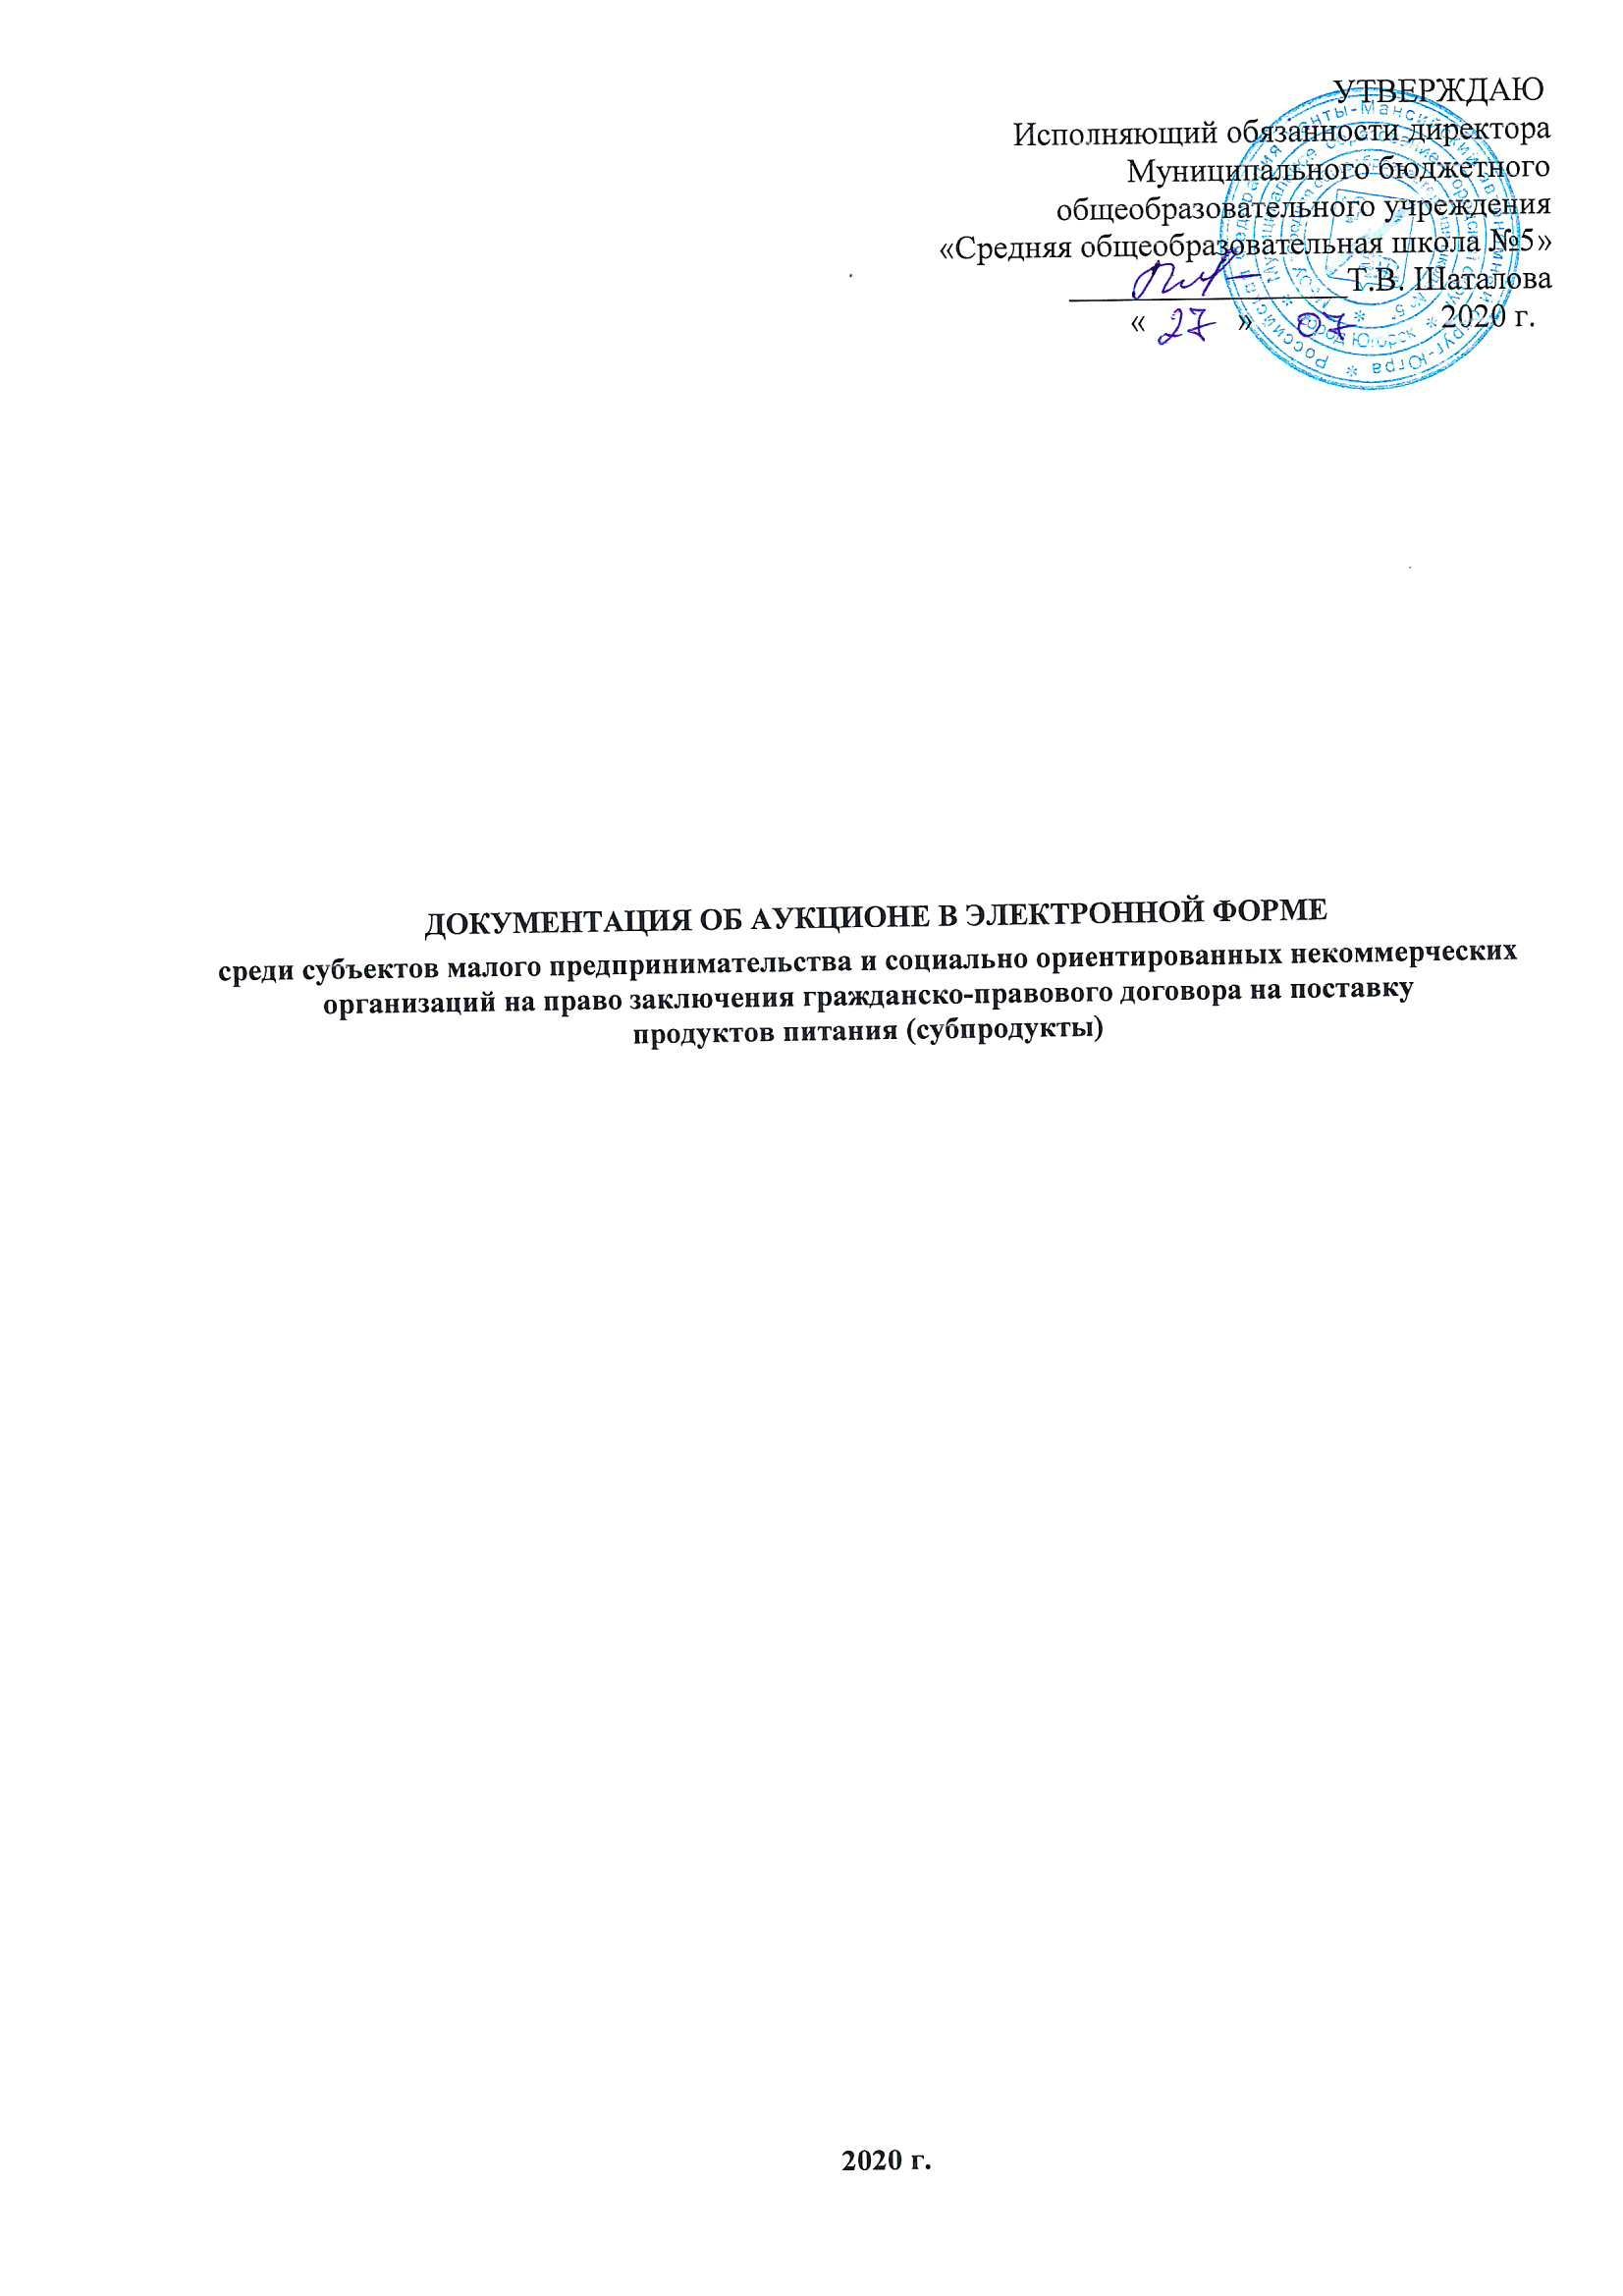 УТВЕРЖДАЮ
Исполняющий обязанности директора
Муниципального бюджетного
общеобразовательного учреждения
«Средняя общеобразовательная школа №5»
Т.В. Шаталова
« 27 » 07 2020 г.
ДОКУМЕНТАЦИЯ ОБ АУКЦИОНЕ В ЭЛЕКТРОННОЙ ФОРМЕ
среди субъектов малого предпринимательства и социально ориентированных некоммерческих
организаций на право заключения гражданско-правового договора на поставку
продуктов питания (субпродукты)
2020 г.